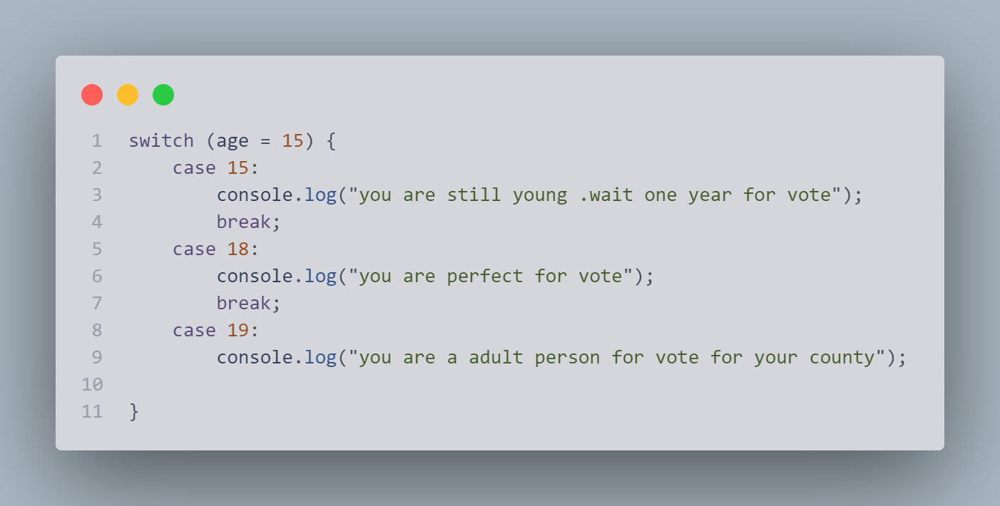 1 switch (age = 15) {
2     case 15:
3         console.log("you are still young .wait one year for vote");
4         break;
5     case 18:
6         console.log("you are perfect for vote");
7         break;
8     case 19:
9         console.log("you are a adult person for vote for your county");
10
11 }